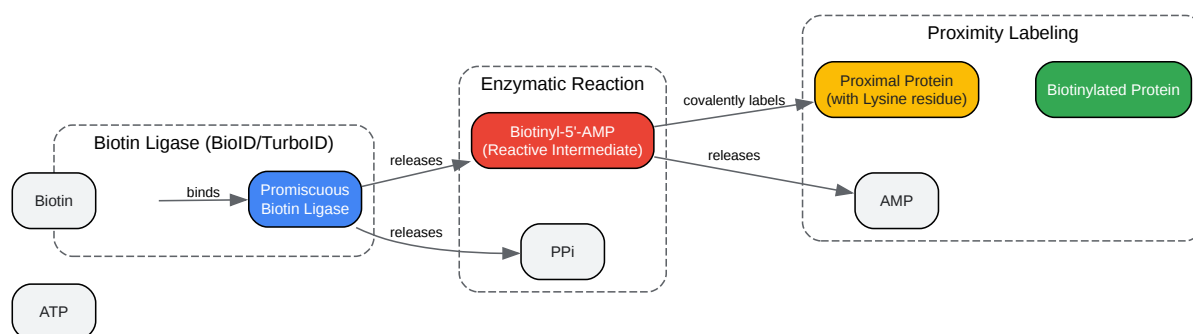 Proximity Labeling
Enzymatic Reaction
Biotin Ligase (BioID/TurboID)
Biotin
binds
Promiscuous
Biotin Ligase
releases
releases
Biotinyl-5'-AMP
(Reactive Intermediate)
PPi
covalently labels
releases
Proximal Protein
(with Lysine residue)
Biotinylated Protein
AMP
ATP